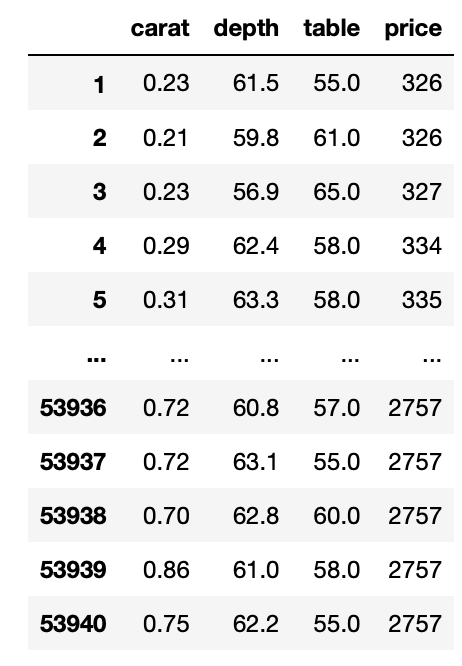 carat depth table price
1 0.23 61.5 55.0 326
2 0.21 59.8 61.0 326
3 0.23 56.9 65.0 327
4 0.29 62.4 58.0 334
5 0.31 63.3 58.0 335
... ... ... ... ...
53936 0.72 60.8 57.0 2757
53937 0.72 63.1 55.0 2757
53938 0.70 62.8 60.0 2757
53939 0.86 61.0 58.0 2757
53940 0.75 62.2 55.0 2757